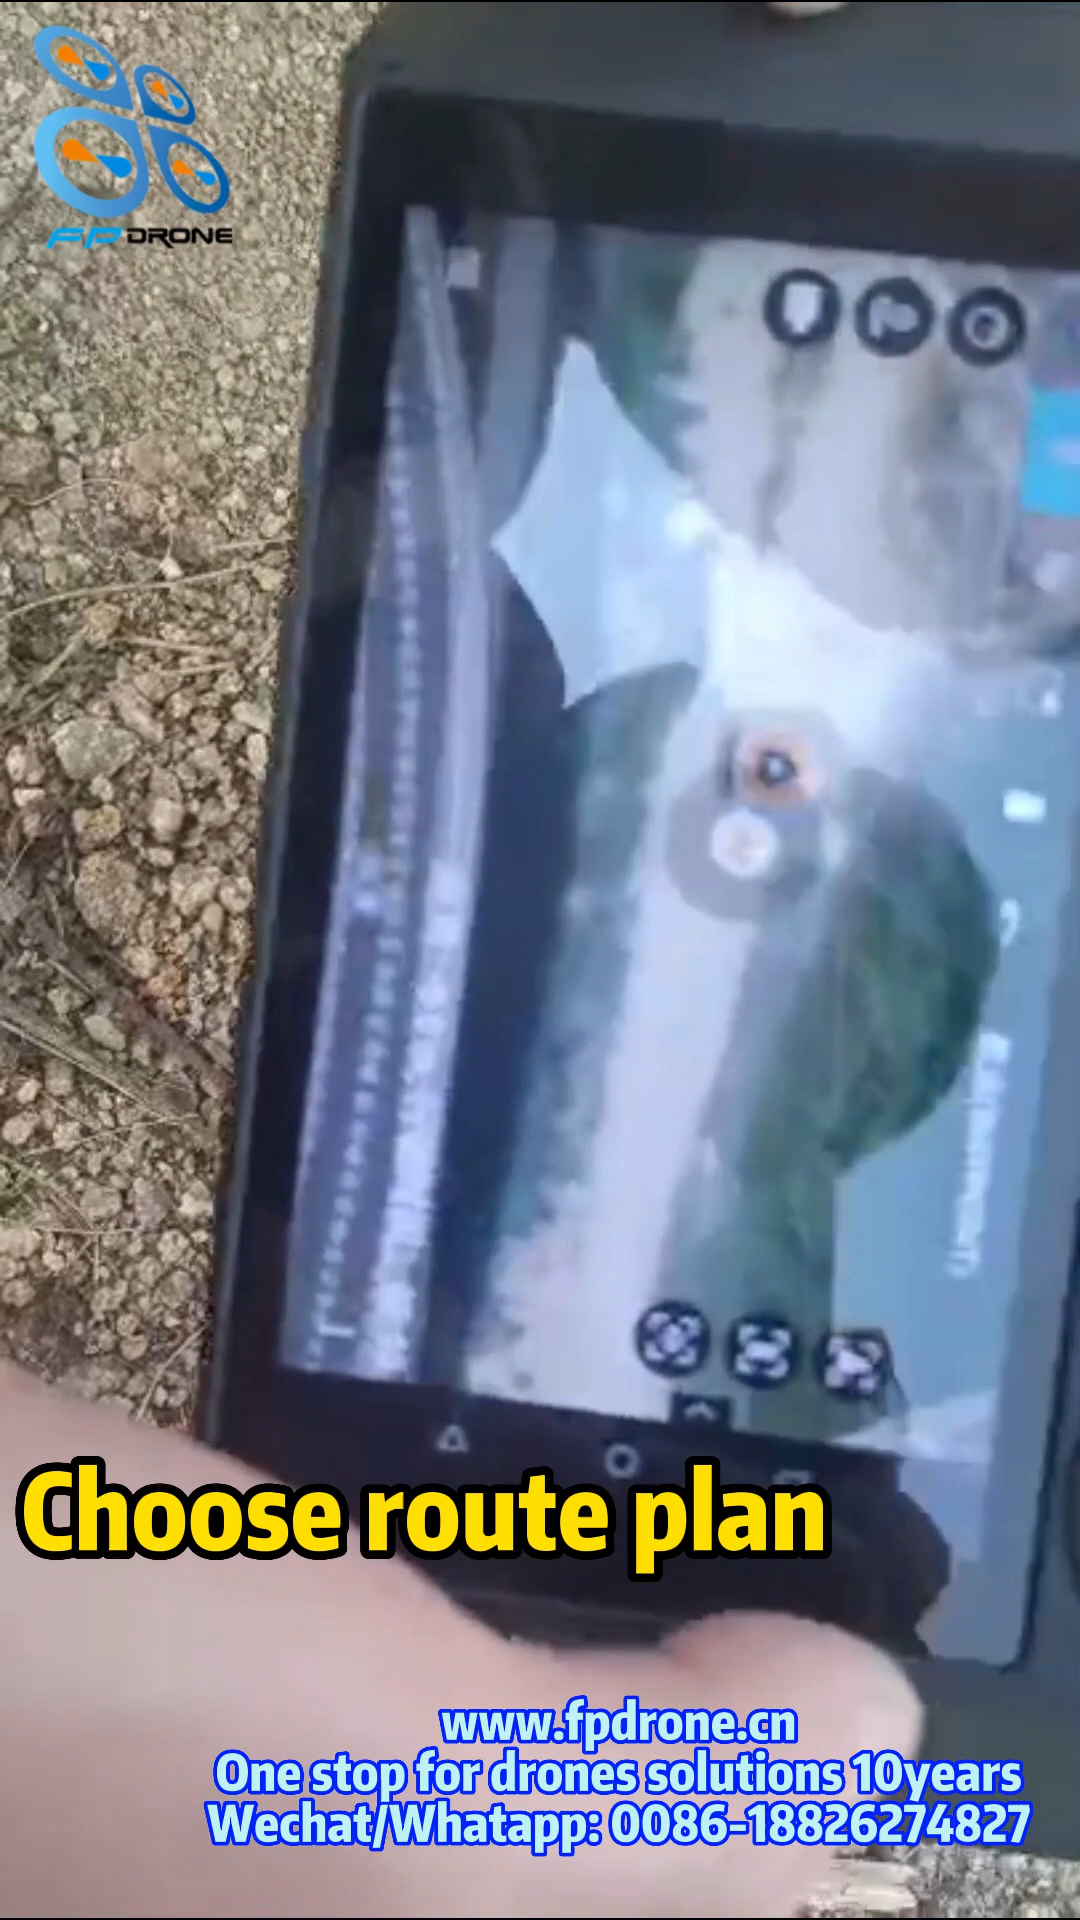 FP DRONE
Choose route plan
www.fpdrone.cn
One stop for drones solutions 10years
Wechat/Whatapp: 0086-18826274827